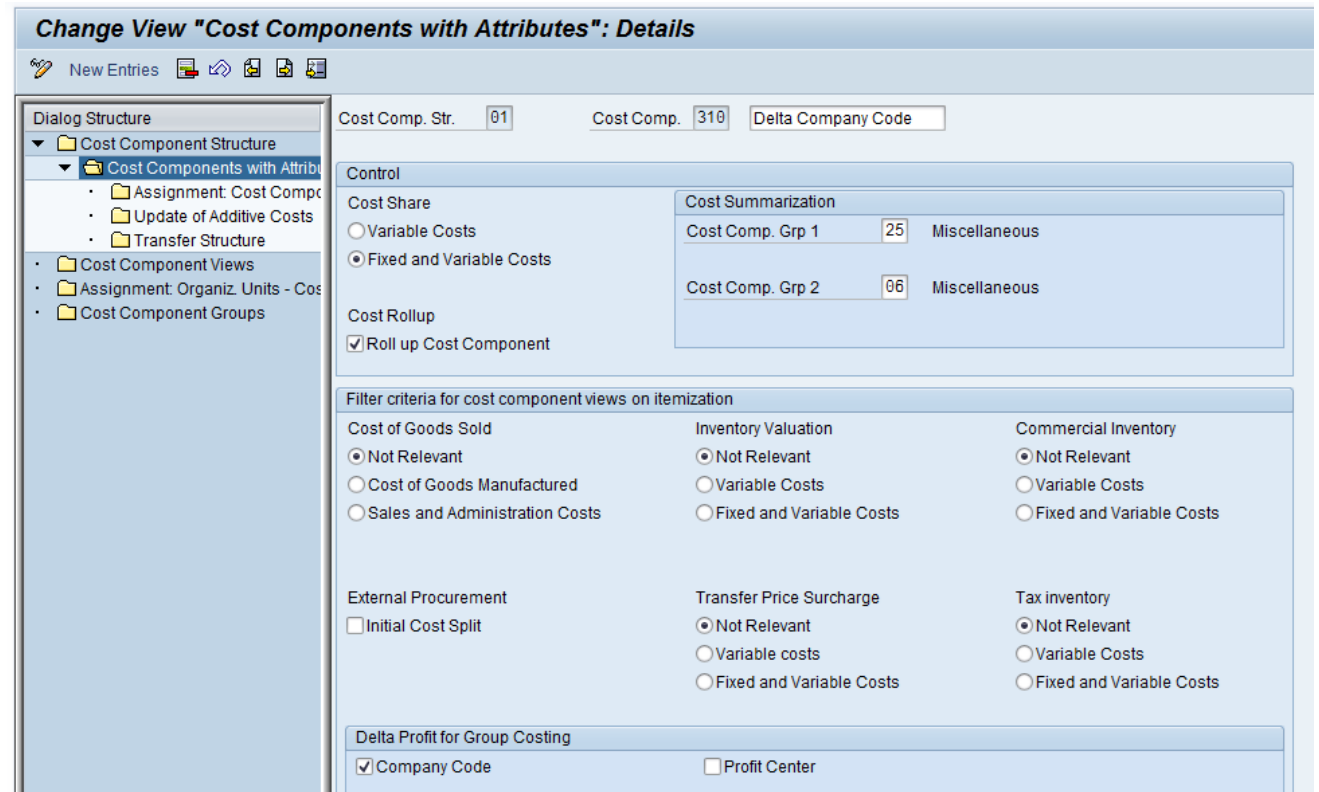 Change View "Cost Components with Attributes": Details
New Entries
Dialog Structure
Cost Component Structure
Cost Components with Attribu
Assignment: Cost Compo
Update of Additive Costs
Transfer Structure
Cost Component Views
Assignment: Organiz. Units - Cos
Cost Component Groups
Cost Comp. Str. 01 Cost Comp. 310 Delta Company Code
Control
Cost Share
Variable Costs
Fixed and Variable Costs
Cost Rollup
Roll up Cost Component
Cost Summarization
Cost Comp. Grp 1 25 Miscellaneous
Cost Comp. Grp 2 06 Miscellaneous
Filter criteria for cost component views on itemization
Cost of Goods Sold
Not Relevant
Cost of Goods Manufactured
Sales and Administration Costs
Inventory Valuation
Not Relevant
Variable Costs
Fixed and Variable Costs
Commercial Inventory
Not Relevant
Variable Costs
Fixed and Variable Costs
External Procurement
Initial Cost Split
Transfer Price Surcharge
Not Relevant
Variable costs
Fixed and Variable Costs
Tax inventory
Not Relevant
Variable Costs
Fixed and Variable Costs
Delta Profit for Group Costing
Company Code
Profit Center